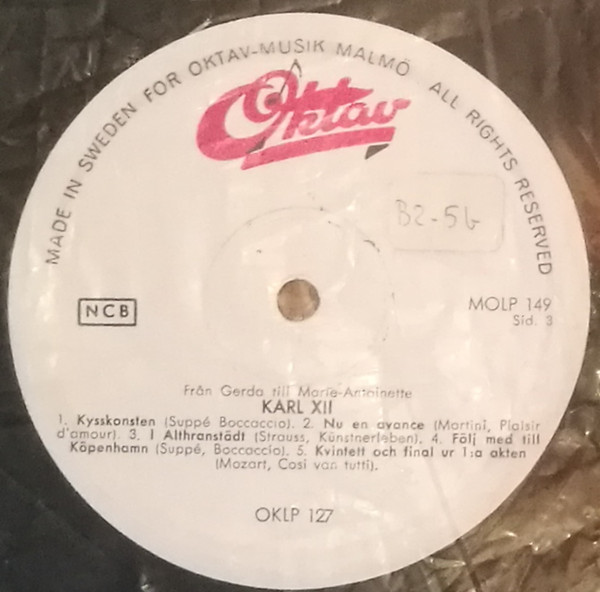 MADE IN SWEDEN FOR OKTAV-MUSIK MALMÖ ALL RIGHTS RESERVED
Oktav
B2-5b
NCB
MOLP 149
Sid. 3
Från Gerda till Marie-Antoinette
KARL XII
1. Kysskonsten (Suppé Boccaccio). 2. Nu en avance (Martini, Plaisir
d'amour). 3. I Althranstödt (Strauss, Künstnerleben). 4. Följ med till
Köpenhamn (Suppé, Boccaccio). 5. Kvintett och final ur 1:a akten
(Mozart, Cosi van tutti).
OKLP 127